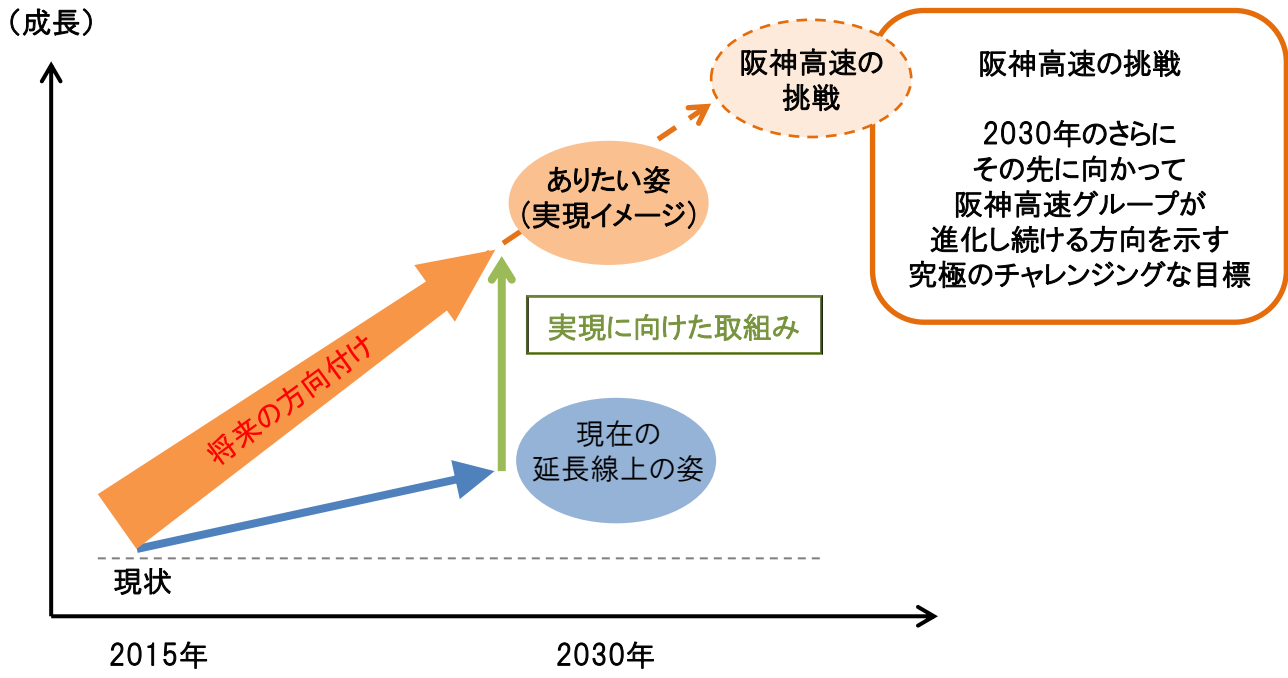 （成長）
阪神高速の
挑戦
阪神高速の挑戦
2030年のさらに
その先に向かって
阪神高速グループが
進化し続ける方向を示す
究極のチャレンジングな目標
ありたい姿
（実現イメージ）
実現に向けた取組み
将来の方向付け
現在の
延長線上の姿
現状
2015年
2030年